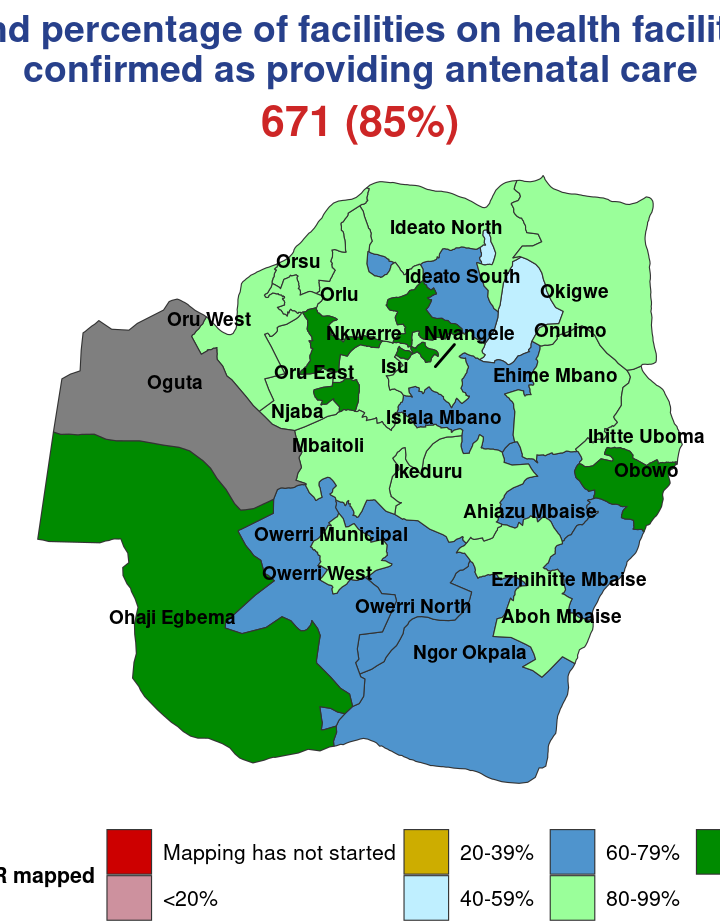 nd percentage of facilities on health facilit
confirmed as providing antenatal care
671 (85%)
Ideato North
Orsu
Ideato South
Okigwe
Orlu
Oru West
Nkwerre
Nwangele
Onuimo
Isu
Oru East
Ehime Mbano
Oguta
Njaba
Isiala Mbano
Ihitte Uboma
Mbaitoli
Ikeduru
Obowo
Ahiazu Mbaise
Owerri Municipal
Owerri West
Ezinihitte Mbaise
Owerri North
Aboh Mbaise
Ohaji Egbema
Ngor Okpala
R mapped
Mapping has not started
20-39%
60-79%
<20%
40-59%
80-99%